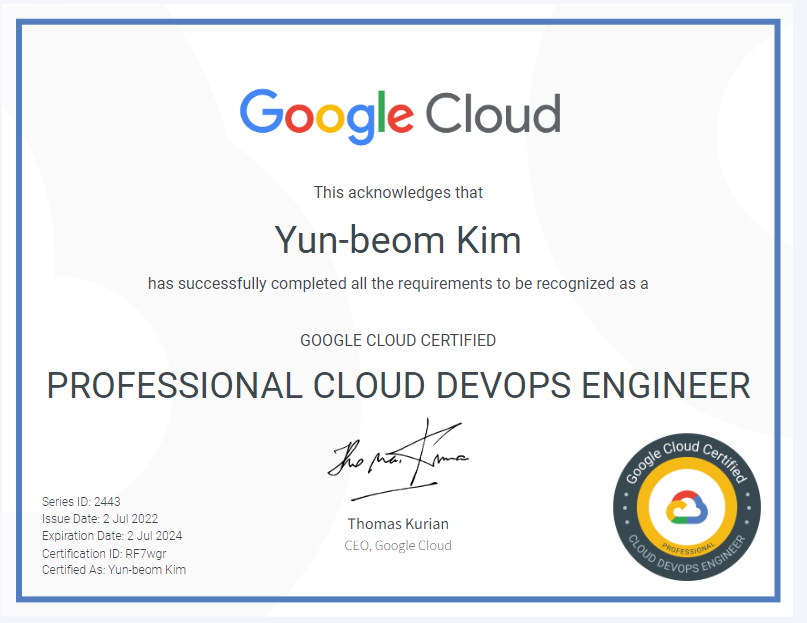 Google Cloud
This acknowledges that
Yun-beom Kim
has successfully completed all the requirements to be recognized as a
GOOGLE CLOUD CERTIFIED
PROFESSIONAL CLOUD DEVOPS ENGINEER
Thomas Kurian
Thomas Kurian
CEO, Google Cloud
Series ID: 2443
Issue Date: 2 Jul 2022
Expiration Date: 2 Jul 2024
Certification ID: RF7wgr
Certified As: Yun-beom Kim
Google Cloud Certified
PROFESSIONAL
CLOUD DEVOPS ENGINEER